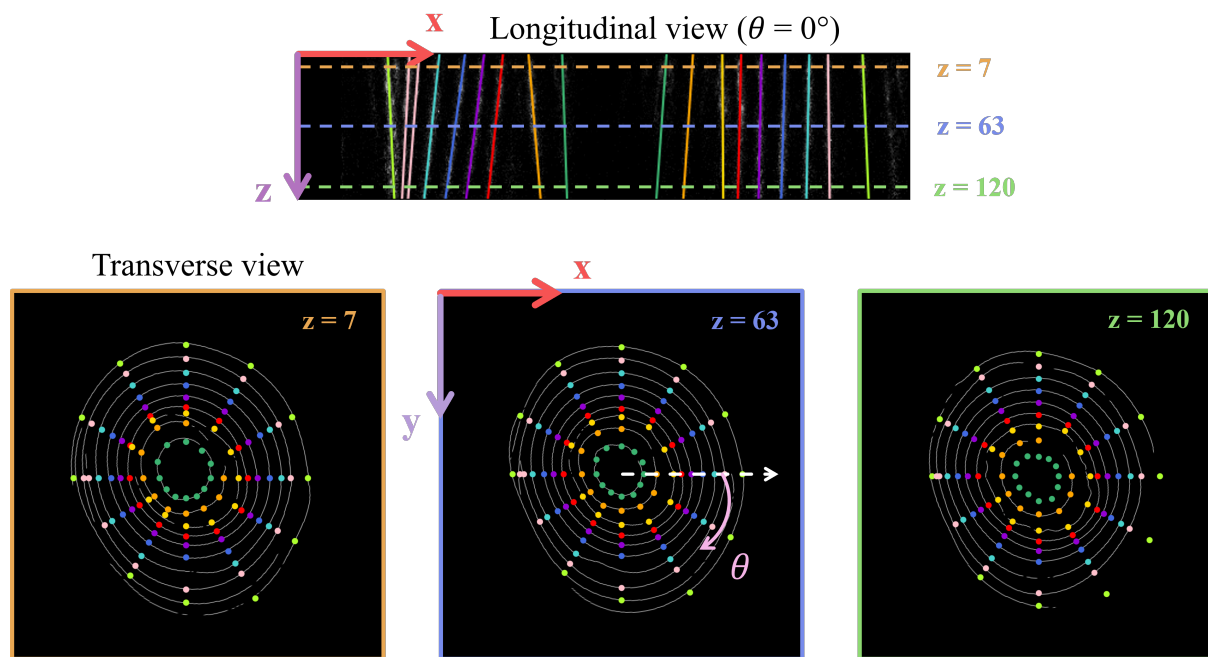 x
Longitudinal view (θ = 0°)
z = 7
z = 63
z
z = 120
Transverse view
x
z = 7
z = 63
z = 120
y
θ